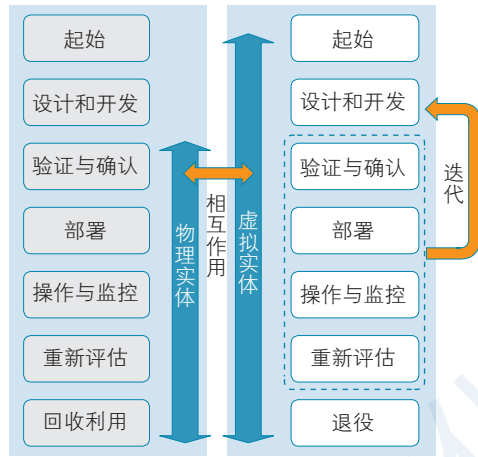 起始
设计和开发
验证与确认
部署
操作与监控
重新评估
回收利用
物理实体
相互作用
虚拟实体
起始
设计和开发
验证与确认
部署
操作与监控
重新评估
退役
迭代